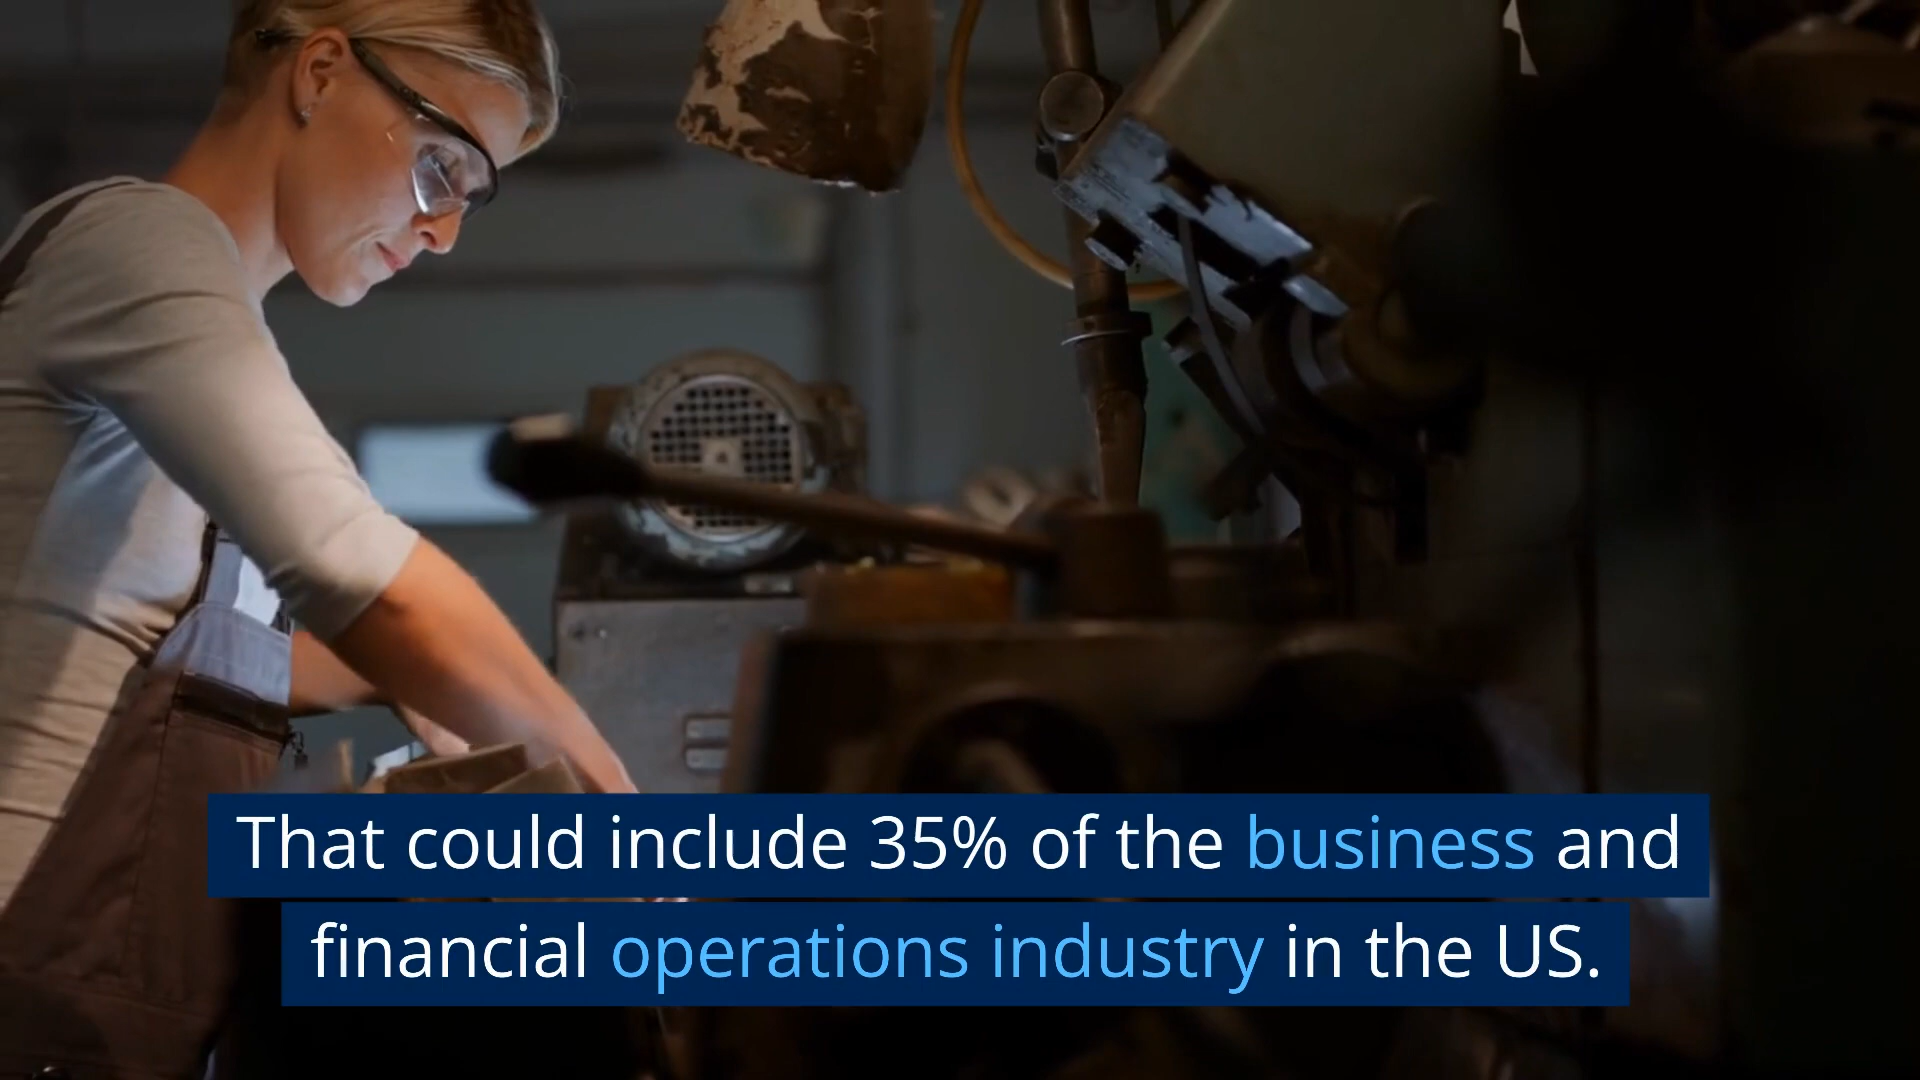 That could include 35% of the business and
financial operations industry in the US.